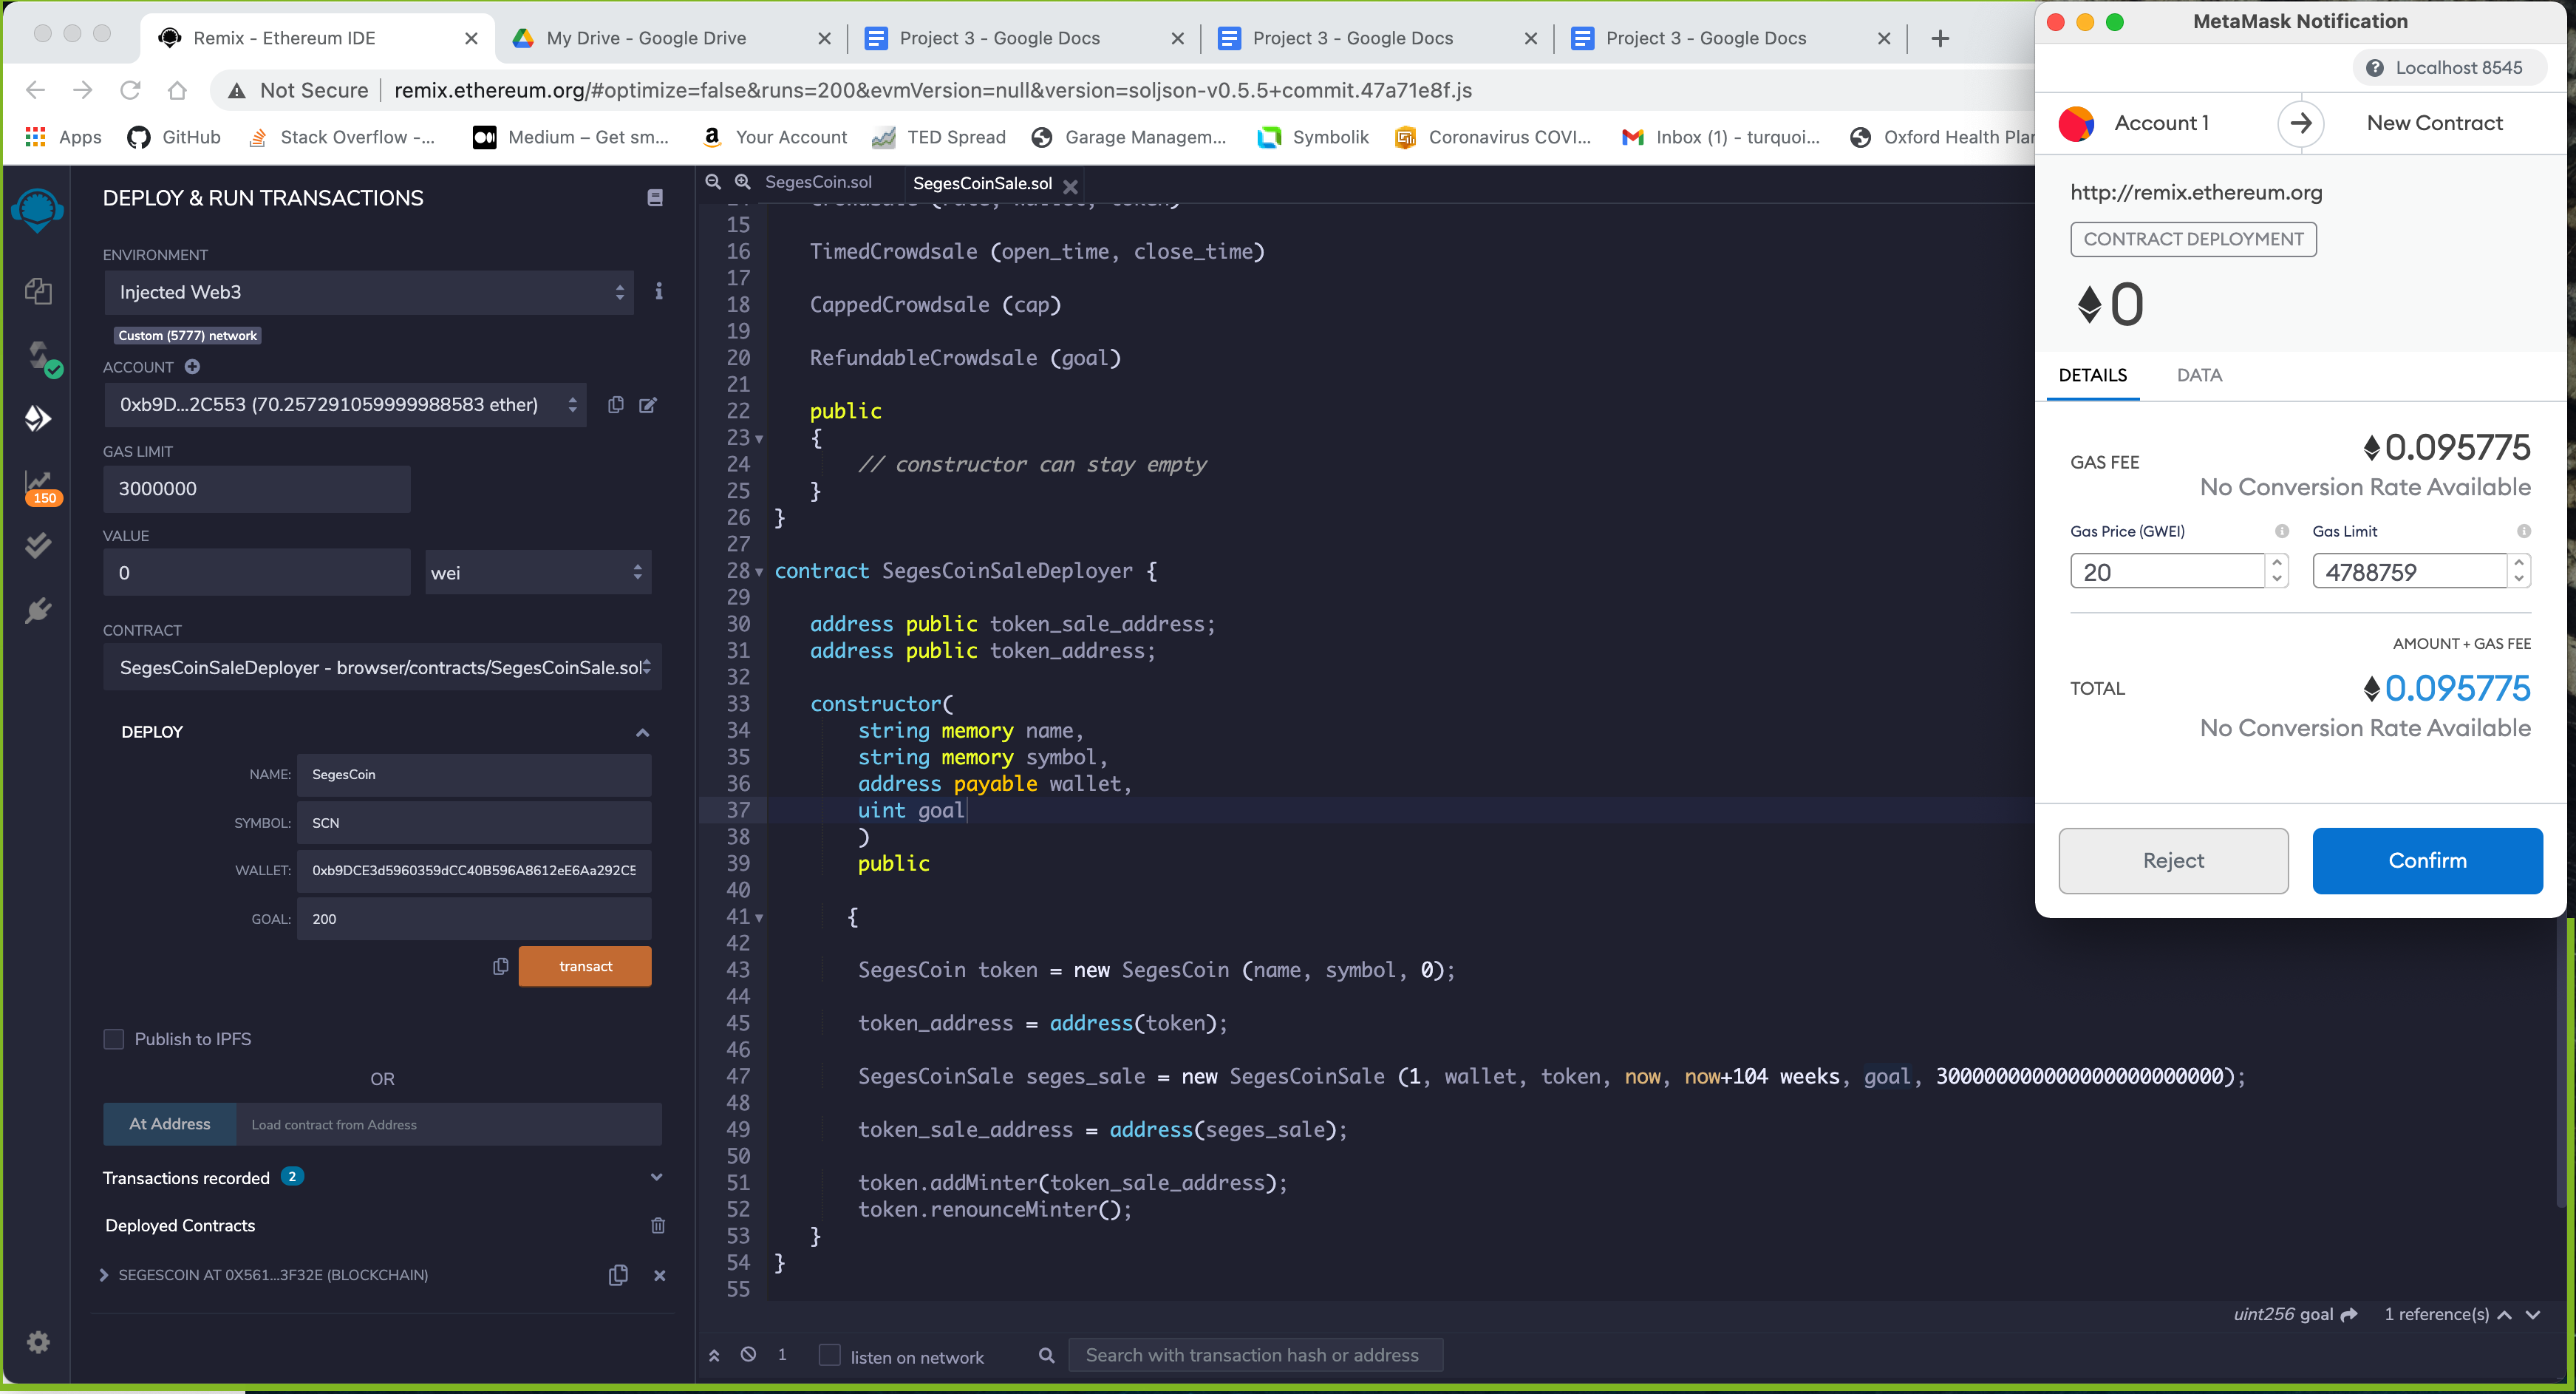 Remix - Ethereum IDE
My Drive - Google Drive
Project 3 - Google Docs
Project 3 - Google Docs
Project 3 - Google Docs
Not Secure
remix.ethereum.org/#optimize=false&runs=200&evmVersion=null&version=soljson-v0.5.5+commit.47a71e8f.js
Apps
GitHub
Stack Overflow -...
Medium – Get sm...
Your Account
TED Spread
Garage Managem...
Symbolik
Coronavirus COVI...
Inbox (1) - turquoi...
Oxford Health Plan
DEPLOY & RUN TRANSACTIONS
ENVIRONMENT
Injected Web3
Custom (5777) network
ACCOUNT
0xb9D...2C553 (70.257291059999988583 ether)
GAS LIMIT
3000000
150
VALUE
0
wei
CONTRACT
SegesCoinSaleDeployer - browser/contracts/SegesCoinSale.sol
DEPLOY
NAME:
SegesCoin
SYMBOL:
SCN
WALLET:
0xb9DCE3d5960359dCC40B596A8612eE6Aa292C5
GOAL:
200
transact
Publish to IPFS
OR
At Address
Load contract from Address
Transactions recorded 2
Deployed Contracts
SEGESCOIN AT 0X561...3F32E (BLOCKCHAIN)
SegesCoin.sol
SegesCoinSale.sol
15
16 TimedCrowdsale (open_time, close_time)
17
18 CappedCrowdsale (cap)
19
20 RefundableCrowdsale (goal)
21
22 public
23 {
24 // constructor can stay empty
25 }
26 }
27
28 contract SegesCoinSaleDeployer {
29
30 address public token_sale_address;
31 address public token_address;
32
33 constructor(
34 string memory name,
35 string memory symbol,
36 address payable wallet,
37 uint goal
38 )
39 public
40
41 {
42
43 SegesCoin token = new SegesCoin (name, symbol, 0);
44
45 token_address = address(token);
46
47 SegesCoinSale seges_sale = new SegesCoinSale (1, wallet, token, now, now+104 weeks, goal, 300000000000000000000000);
48
49 token_sale_address = address(seges_sale);
50
51 token.addMinter(token_sale_address);
52 token.renounceMinter();
53 }
54 }
55
uint256 goal
1 reference(s)
1
listen on network
Search with transaction hash or address
MetaMask Notification
Localhost 8545
Account 1
New Contract
http://remix.ethereum.org
CONTRACT DEPLOYMENT
0
DETAILS
DATA
GAS FEE
0.095775
No Conversion Rate Available
Gas Price (GWEI)
Gas Limit
20
4788759
AMOUNT + GAS FEE
TOTAL
0.095775
No Conversion Rate Available
Reject
Confirm